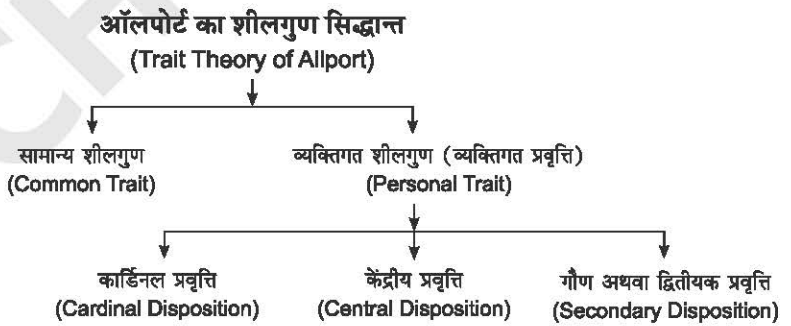 ऑलपोर्ट का शीलगुण सिद्धान्त
(Trait Theory of Allport)
सामान्य शीलगुण
(Common Trait)
व्यक्तिगत शीलगुण (व्यक्तिगत प्रवृत्ति)
(Personal Trait)
कार्डिनल प्रवृत्ति
(Cardinal Disposition)
केंद्रीय प्रवृत्ति
(Central Disposition)
गौण अथवा द्वितीयक प्रवृत्ति
(Secondary Disposition)